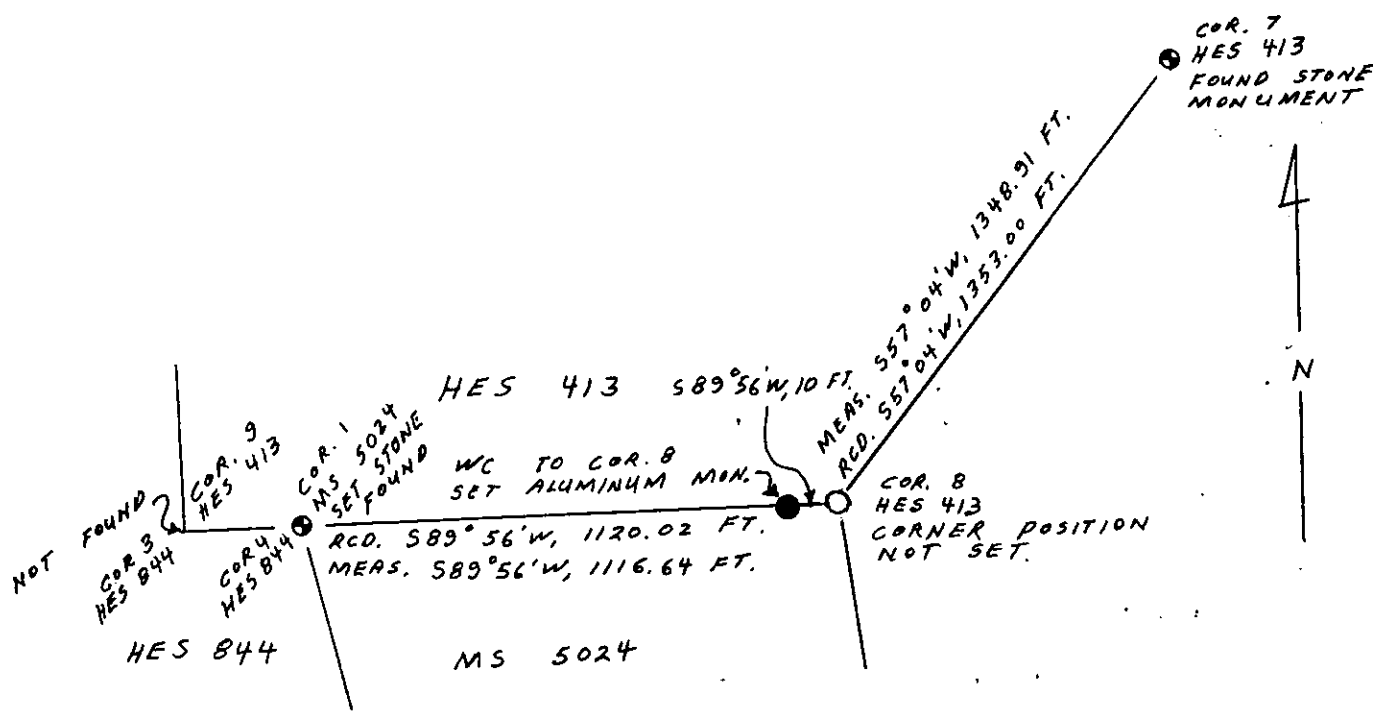 COR. 7
HES 413
FOUND STONE
MONUMENT
MEAS. S57°04'W, 1348.91 FT.
RCD. S57°04'W, 1353.00 FT.
N
HES 413
S89°56'W, 10 FT.
NOT FOUND
COR. 9
HES 413
COR. 1
MS 5024
SET STONE
FOUND
WC TO COR. 8
SET ALUMINUM MON.
COR. 8
HES 413
CORNER POSITION
NOT SET.
COR 3
HES 844
COR 4
HES 844
RCD. S89°56'W, 1120.02 FT.
MEAS. S89°56'W, 1116.64 FT.
HES 844
MS 5024